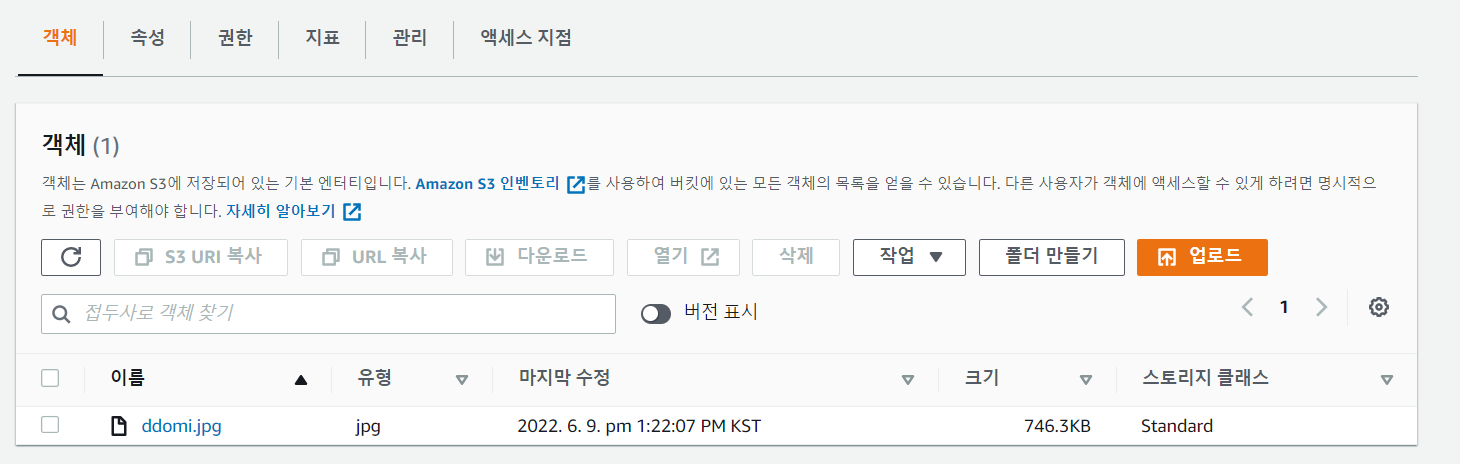 객체 속성 권한 지표 관리 액세스 지점
객체 (1)
객체는 Amazon S3에 저장되어 있는 기본 엔터티입니다. Amazon S3 인벤토리 를 사용하여 버킷에 있는 모든 객체의 목록을 얻을 수 있습니다. 다른 사용자가 객체에 액세스할 수 있게 하려면 명시적으
로 권한을 부여해야 합니다. 자세히 알아보기
S3 URI 복사 URL 복사 다운로드 열기 삭제 작업 폴더 만들기 업로드
접두사로 객체 찾기 버전 표시 1
이름 유형 마지막 수정 크기 스토리지 클래스
ddomi.jpg jpg 2022. 6. 9. pm 1:22:07 PM KST 746.3KB Standard